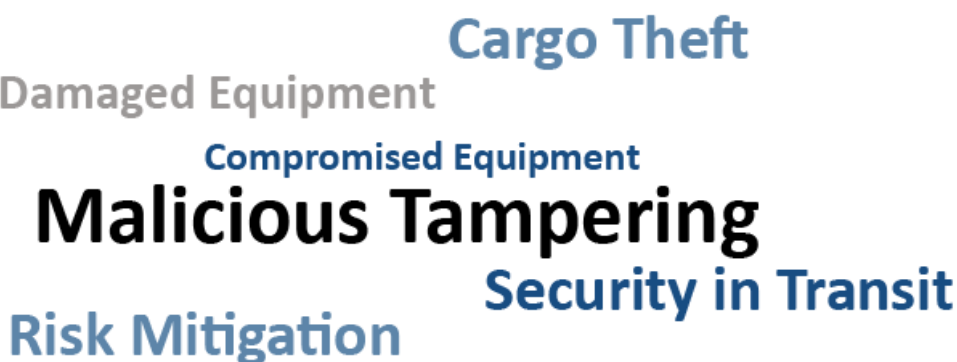 Cargo Theft
Damaged Equipment
Compromised Equipment
Malicious Tampering
Security in Transit
Risk Mitigation